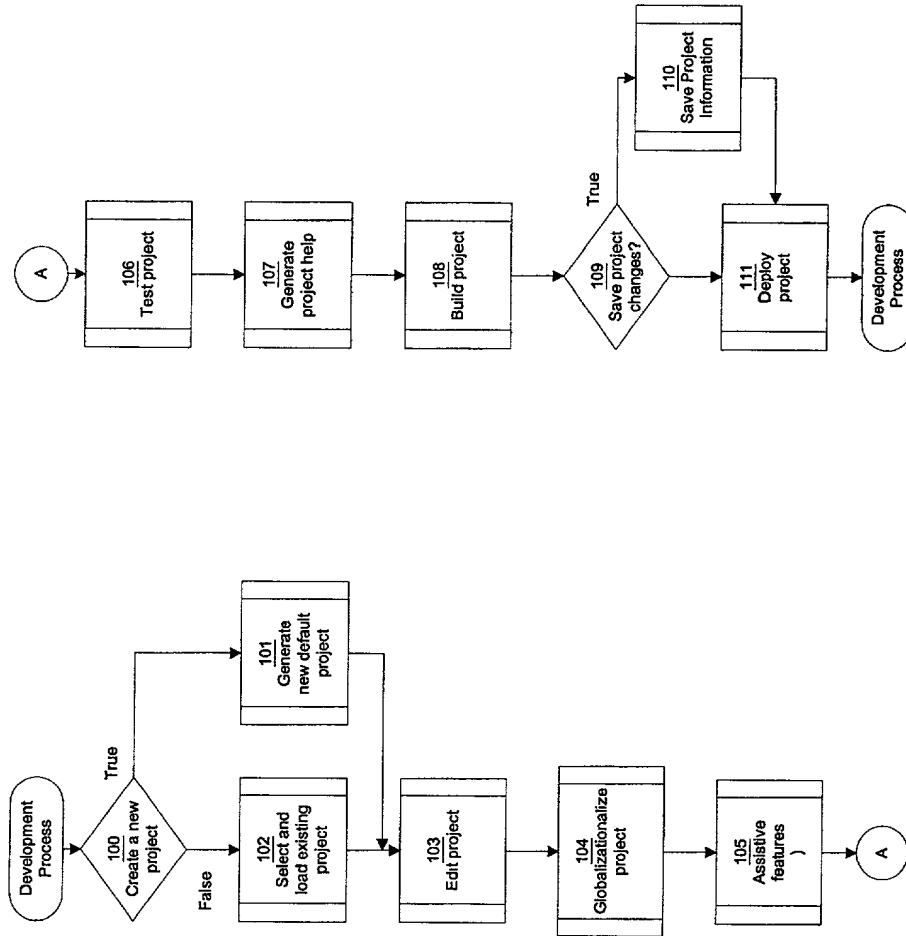 Development
Process
100
Create a new
project
True
False
101
Generate
new default
project
102
Select and
load existing
project
103
Edit project
104
Globalizationalize
project
105
Assistive
features
)
A
A
106
Test project
107
Generate
project help
108
Build project
109
Save project
changes?
True
110
Save Project
Information
111
Deploy
project
Development
Process